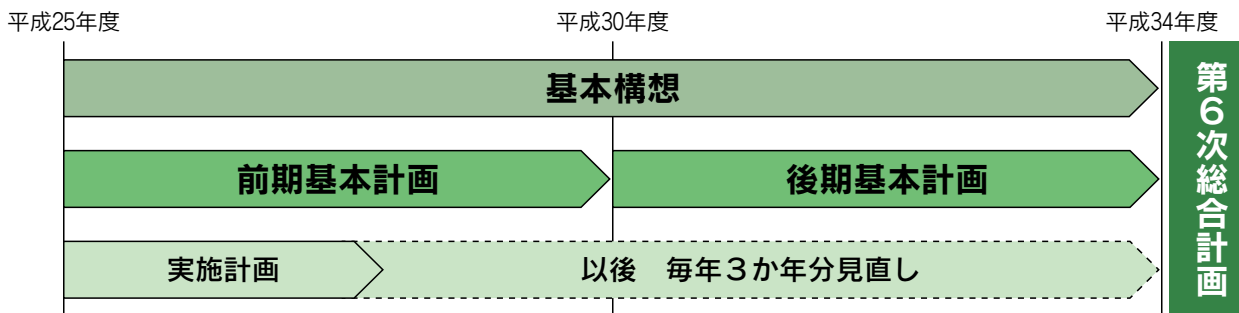 平成25年度
平成30年度
平成34年度
基本構想
前期基本計画
後期基本計画
実施計画
以後　毎年３か年分見直し
第６次総合計画